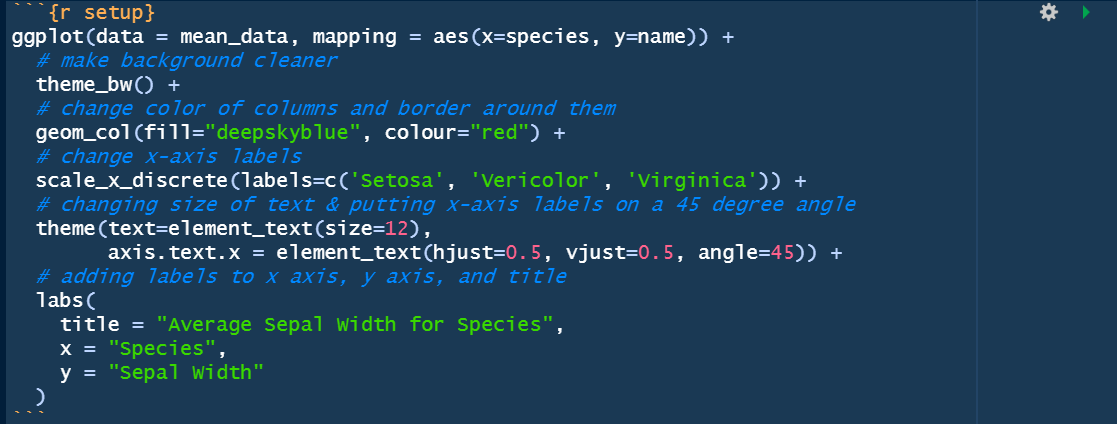 ```{r setup}
ggplot(data = mean_data, mapping = aes(x=species, y=name)) +
  # make background cleaner
  theme_bw() +
  # change color of columns and border around them
  geom_col(fill="deepskyblue", colour="red") +
  # change x-axis labels
  scale_x_discrete(labels=c('Setosa', 'Vericolor', 'Virginica')) +
  # changing size of text & putting x-axis labels on a 45 degree angle
  theme(text=element_text(size=12),
        axis.text.x = element_text(hjust=0.5, vjust=0.5, angle=45)) +
  # adding labels to x axis, y axis, and title
  labs(
    title = "Average Sepal Width for Species",
    x = "Species",
    y = "Sepal Width"
  )
```